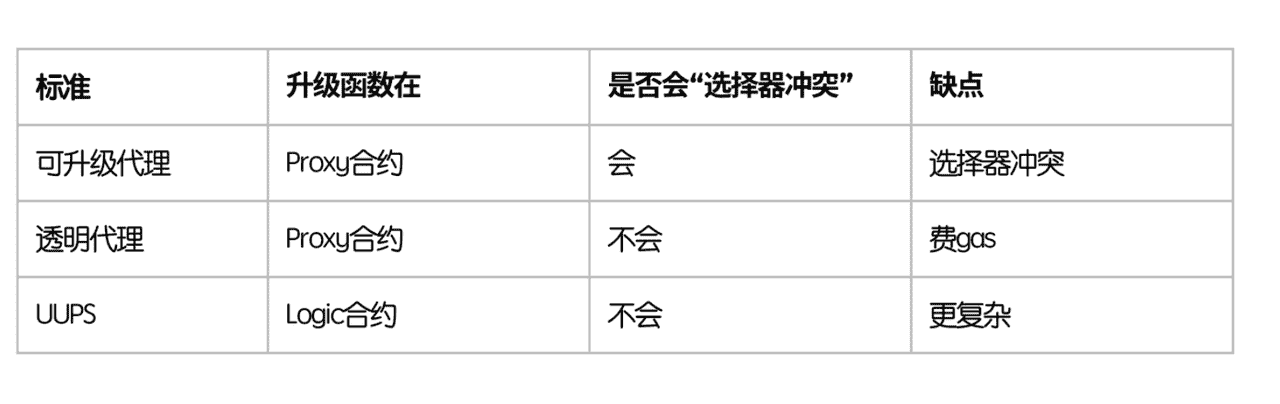 标准 升级函数在 是否会“选择器冲突” 缺点
可升级代理 Proxy合约 会 选择器冲突
透明代理 Proxy合约 不会 费gas
UUPS Logic合约 不会 更复杂